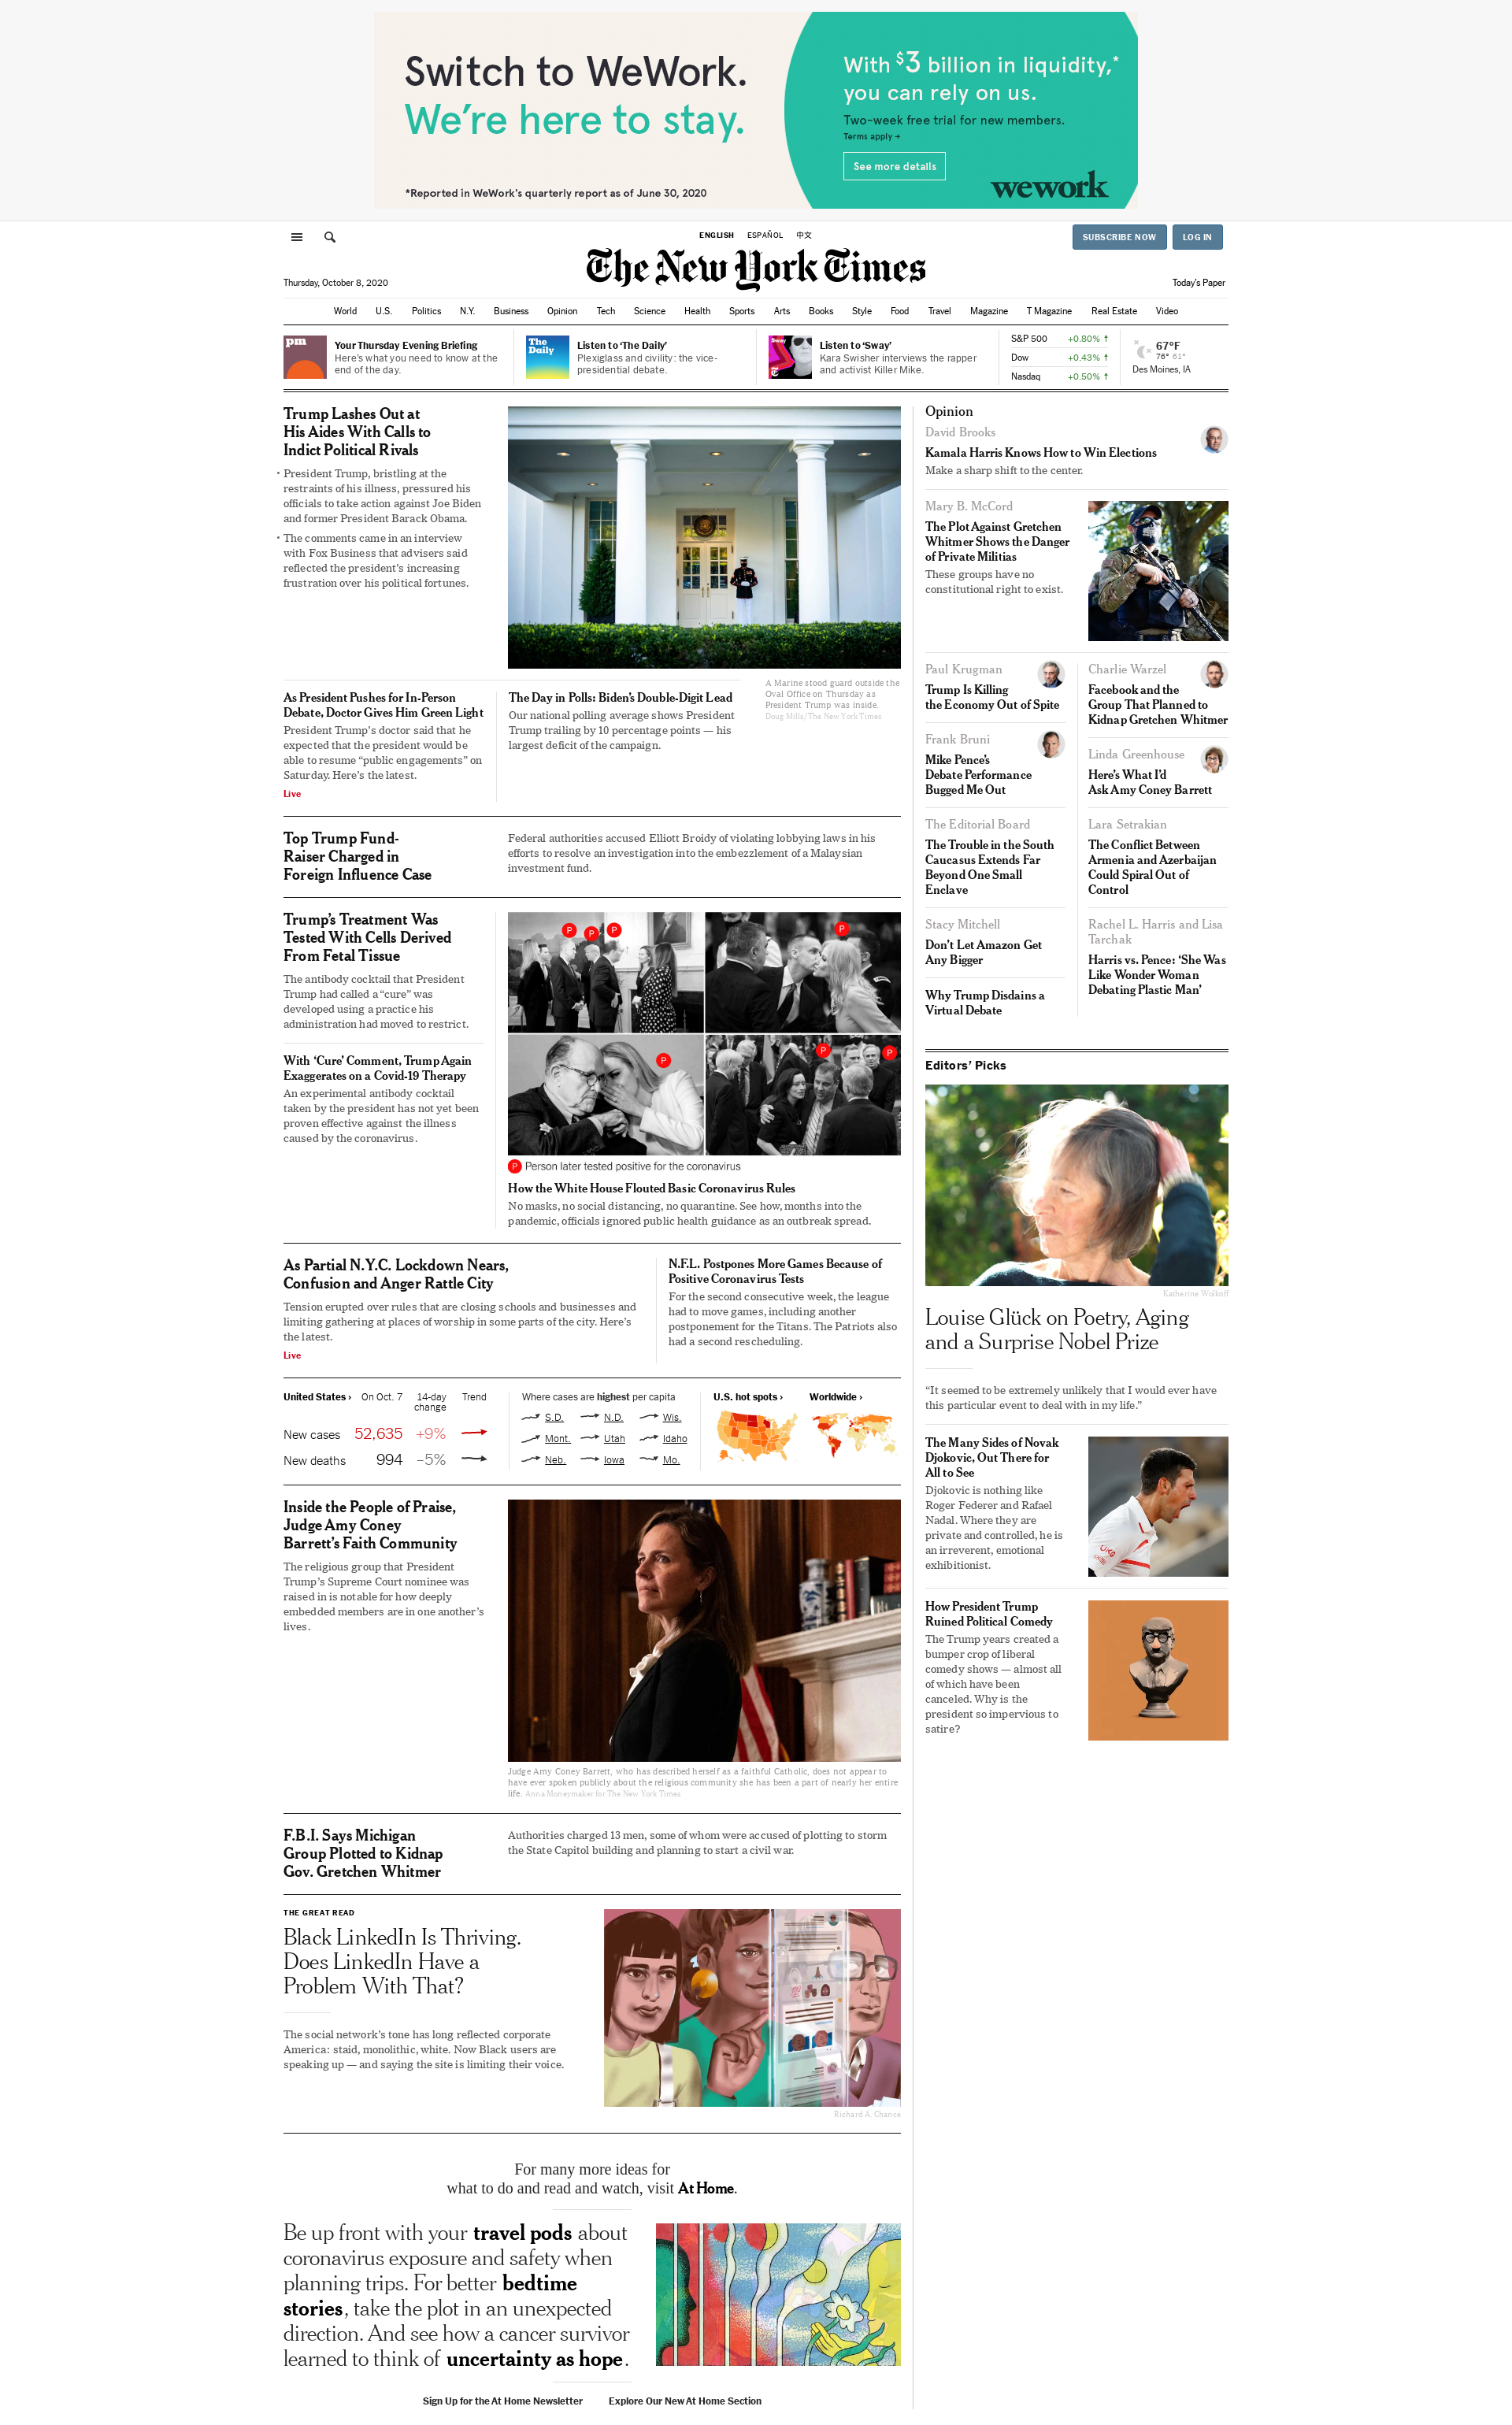 Switch to WeWork.
We're here to stay.
*Reported in WeWork's quarterly report as of June 30, 2020
With $3 billion in liquidity,*
you can rely on us.
Two-week free trial for new members.
Terms apply →
See more details
wework
ENGLISH ESPAÑOL 中文
SUBSCRIBE NOW LOG IN
The New York Times
Thursday, October 8, 2020
Today's Paper
World U.S. Politics N.Y. Business Opinion Tech Science Health Sports Arts Books Style Food Travel Magazine T Magazine Real Estate Video
pm
Your Thursday Evening Briefing
Here's what you need to know at the
end of the day.
The
Daily
Listen to 'The Daily'
Plexiglass and civility: the vice-
presidential debate.
Sway
Listen to 'Sway'
Kara Swisher interviews the rapper
and activist Killer Mike.
S&P 500 +0.80% ↑
Dow +0.43% ↑
Nasdaq +0.50% ↑
67°F
76° 61°
Des Moines, IA
Trump Lashes Out at
His Aides With Calls to
Indict Political Rivals
• President Trump, bristling at the
restraints of his illness, pressured his
officials to take action against Joe Biden
and former President Barack Obama.
• The comments came in an interview
with Fox Business that advisers said
reflected the president's increasing
frustration over his political fortunes.
A Marine stood guard outside the
Oval Office on Thursday as
President Trump was inside.
Doug Mills/The New York Times
As President Pushes for In-Person
Debate, Doctor Gives Him Green Light
President Trump's doctor said that he
expected that the president would be
able to resume "public engagements" on
Saturday. Here's the latest.
Live
The Day in Polls: Biden's Double-Digit Lead
Our national polling average shows President
Trump trailing by 10 percentage points — his
largest deficit of the campaign.
Top Trump Fund-
Raiser Charged in
Foreign Influence Case
Federal authorities accused Elliott Broidy of violating lobbying laws in his
efforts to resolve an investigation into the embezzlement of a Malaysian
investment fund.
Trump's Treatment Was
Tested With Cells Derived
From Fetal Tissue
The antibody cocktail that President
Trump had called a "cure" was
developed using a practice his
administration had moved to restrict.
With 'Cure' Comment, Trump Again
Exaggerates on a Covid-19 Therapy
An experimental antibody cocktail
taken by the president has not yet been
proven effective against the illness
caused by the coronavirus.
P P P P
P P P
P Person later tested positive for the coronavirus
How the White House Flouted Basic Coronavirus Rules
No masks, no social distancing, no quarantine. See how, months into the
pandemic, officials ignored public health guidance as an outbreak spread.
As Partial N.Y.C. Lockdown Nears,
Confusion and Anger Rattle City
Tension erupted over rules that are closing schools and businesses and
limiting gathering at places of worship in some parts of the city. Here's
the latest.
Live
N.F.L. Postpones More Games Because of
Positive Coronavirus Tests
For the second consecutive week, the league
had to move games, including another
postponement for the Titans. The Patriots also
had a second rescheduling.
United States › On Oct. 7 14-day
change Trend
New cases 52,635 +9%
New deaths 994 –5%
Where cases are highest per capita
S.D. N.D. Wis.
Mont. Utah Idaho
Neb. Iowa Mo.
U.S. hot spots › Worldwide ›
Inside the People of Praise,
Judge Amy Coney
Barrett's Faith Community
The religious group that President
Trump's Supreme Court nominee was
raised in is notable for how deeply
embedded members are in one another's
lives.
Judge Amy Coney Barrett, who has described herself as a faithful Catholic, does not appear to
have ever spoken publicly about the religious community she has been a part of nearly her entire
life. Anna Moneymaker for The New York Times
F.B.I. Says Michigan
Group Plotted to Kidnap
Gov. Gretchen Whitmer
Authorities charged 13 men, some of whom were accused of plotting to storm
the State Capitol building and planning to start a civil war.
THE GREAT READ
Black LinkedIn Is Thriving.
Does LinkedIn Have a
Problem With That?
The social network's tone has long reflected corporate
America: staid, monolithic, white. Now Black users are
speaking up — and saying the site is limiting their voice.
Richard A. Chance
For many more ideas for
what to do and read and watch, visit At Home.
Be up front with your travel pods about
coronavirus exposure and safety when
planning trips. For better bedtime
stories, take the plot in an unexpected
direction. And see how a cancer survivor
learned to think of uncertainty as hope.
Sign Up for the At Home Newsletter Explore Our New At Home Section
Opinion
David Brooks
Kamala Harris Knows How to Win Elections
Make a sharp shift to the center.
Mary B. McCord
The Plot Against Gretchen
Whitmer Shows the Danger
of Private Militias
These groups have no
constitutional right to exist.
Paul Krugman
Trump Is Killing
the Economy Out of Spite
Frank Bruni
Mike Pence's
Debate Performance
Bugged Me Out
The Editorial Board
The Trouble in the South
Caucasus Extends Far
Beyond One Small
Enclave
Stacy Mitchell
Don't Let Amazon Get
Any Bigger
Why Trump Disdains a
Virtual Debate
Charlie Warzel
Facebook and the
Group That Planned to
Kidnap Gretchen Whitmer
Linda Greenhouse
Here's What I'd
Ask Amy Coney Barrett
Lara Setrakian
The Conflict Between
Armenia and Azerbaijan
Could Spiral Out of
Control
Rachel L. Harris and Lisa
Tarchak
Harris vs. Pence: 'She Was
Like Wonder Woman
Debating Plastic Man'
Editors' Picks
Katherine Wolkoff
Louise Glück on Poetry, Aging
and a Surprise Nobel Prize
"It seemed to be extremely unlikely that I would ever have
this particular event to deal with in my life."
The Many Sides of Novak
Djokovic, Out There for
All to See
Djokovic is nothing like
Roger Federer and Rafael
Nadal. Where they are
private and controlled, he is
an irreverent, emotional
exhibitionist.
How President Trump
Ruined Political Comedy
The Trump years created a
bumper crop of liberal
comedy shows — almost all
of which have been
canceled. Why is the
president so impervious to
satire?